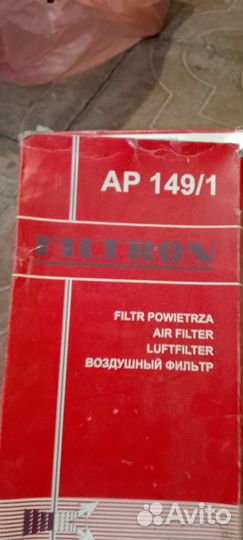 AP 149/1
FILTRON
FILTR POWIETRZA
AIR FILTER
LUFTFILTER
ВОЗДУШНЫЙ ФИЛЬТР
Avito